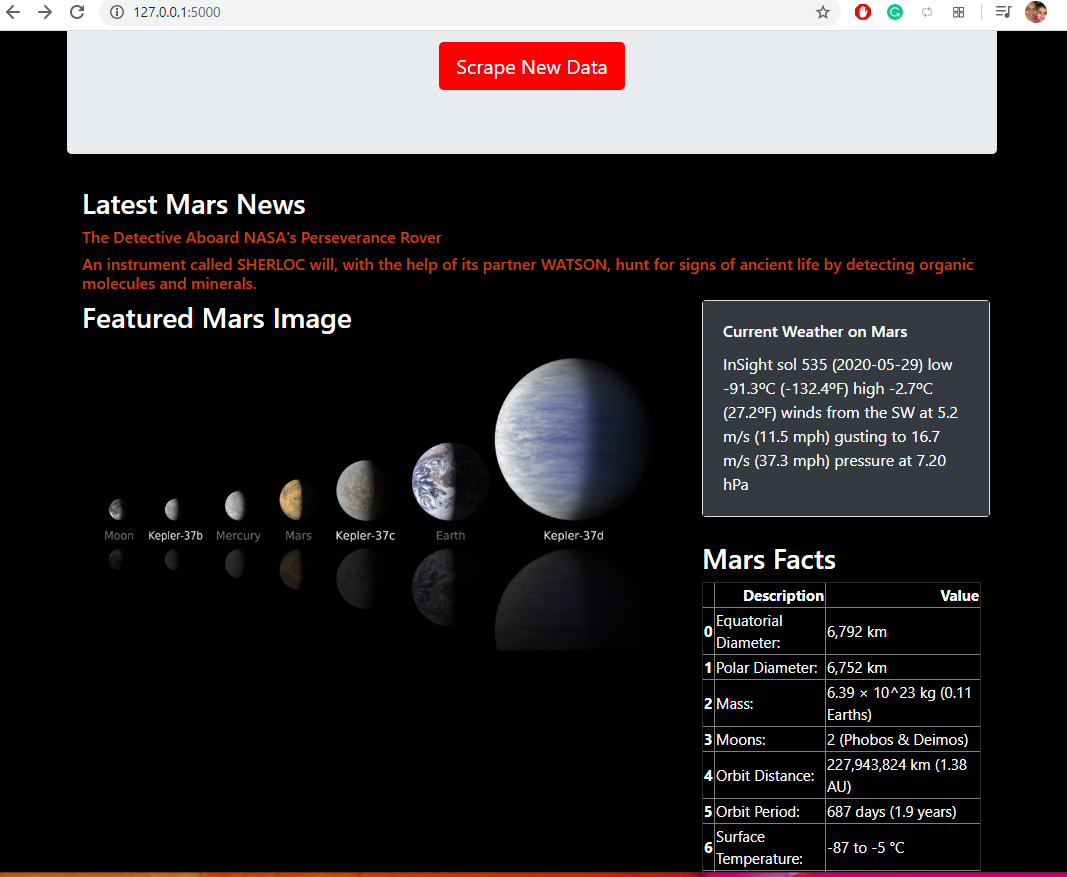 127.0.0.1:5000
Scrape New Data
Latest Mars News
The Detective Aboard NASA's Perseverance Rover
An instrument called SHERLOC will, with the help of its partner WATSON, hunt for signs of ancient life by detecting organic
molecules and minerals.
Featured Mars Image
Moon Kepler-37b Mercury Mars Kepler-37c Earth Kepler-37d
Current Weather on Mars
InSight sol 535 (2020-05-29) low
-91.3ºC (-132.4ºF) high -2.7ºC
(27.2ºF) winds from the SW at 5.2
m/s (11.5 mph) gusting to 16.7
m/s (37.3 mph) pressure at 7.20
hPa
Mars Facts
Description Value
0 Equatorial Diameter: 6,792 km
1 Polar Diameter: 6,752 km
2 Mass: 6.39 × 10^23 kg (0.11 Earths)
3 Moons: 2 (Phobos & Deimos)
4 Orbit Distance: 227,943,824 km (1.38 AU)
5 Orbit Period: 687 days (1.9 years)
6 Surface Temperature: -87 to -5 °C